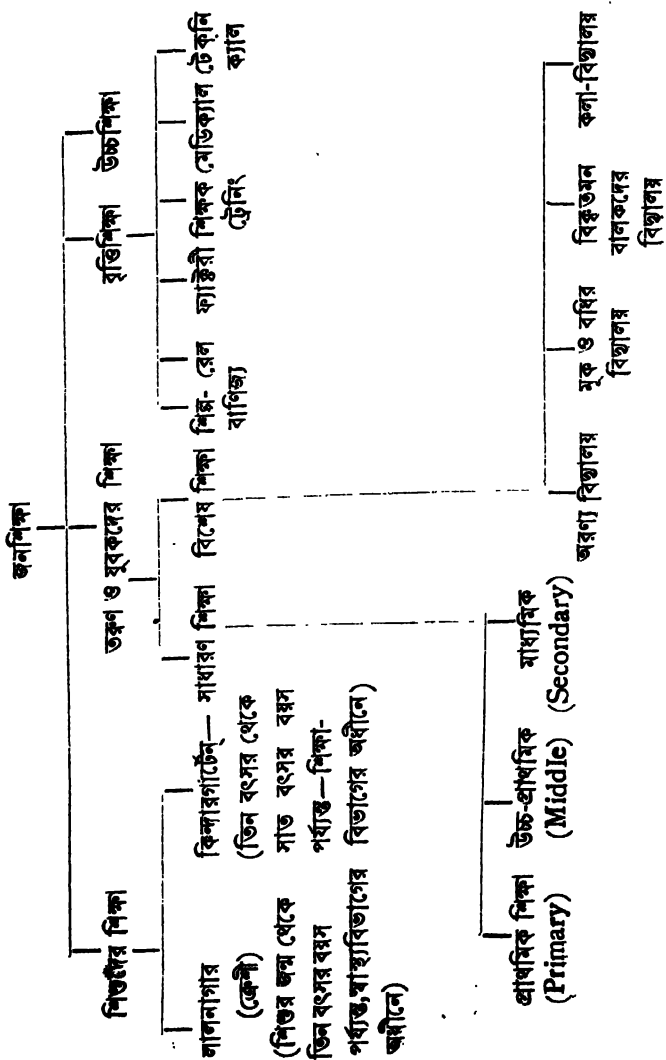 জনশিক্ষা
শিশুদের শিক্ষা
তরুণ ও যুবকদের শিক্ষা
বৃত্তিশিক্ষা
উচ্চশিক্ষা
লালনাগার
(ক্রেশী)
(শিশুর জন্ম থেকে
তিন বৎসর বয়স
পর্য্যন্ত,স্বাস্থ্যবিভাগের
অধীনে)
কিন্দারগার্টেন—
(তিন বৎসর থেকে
সাত বৎসর বয়স
পর্য্যন্ত—শিক্ষা-
বিভাগের অধীনে)
সাধারণ শিক্ষা
বিশেষ শিক্ষা
শিল্প-
বাণিজ্য
রেল
ফ্যাক্টরী
শিক্ষক
ট্রেনিং
মেডিক্যাল
টেক্‌নি
ক্যাল
প্রাথমিক শিক্ষা
(Primary)
উচ্চ-প্রাথমিক
(Middle)
মাধ্যমিক
(Secondary)
অরণ্য বিদ্যালয়
মূক ও বধির
বিদ্যালয়
বিকৃতমন
বালকদের
বিদ্যালয়
কলা-বিদ্যালয়